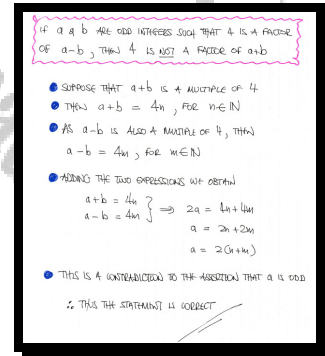 IF a & b ARE ODD INTEGERS SUCH THAT 4 IS A FACTOR
OF a-b, THEN 4 IS NOT A FACTOR OF a+b
SUPPOSE THAT a+b IS A MULTIPLE OF 4
THEN a+b = 4n, FOR n∈ℕ
AS a-b IS ALSO A MULTIPLE OF 4, THEN
a-b = 4m, FOR m∈ℕ
ADDING THE TWO EXPRESSIONS WE OBTAIN
a+b = 4n
a-b = 4m } ⇒ 2a = 4n+4m
a = 2n+2m
a = 2(n+m)
THIS IS A CONTRADICTION TO THE ASSERTION THAT a IS ODD
∴ THUS THE STATEMENT IS CORRECT